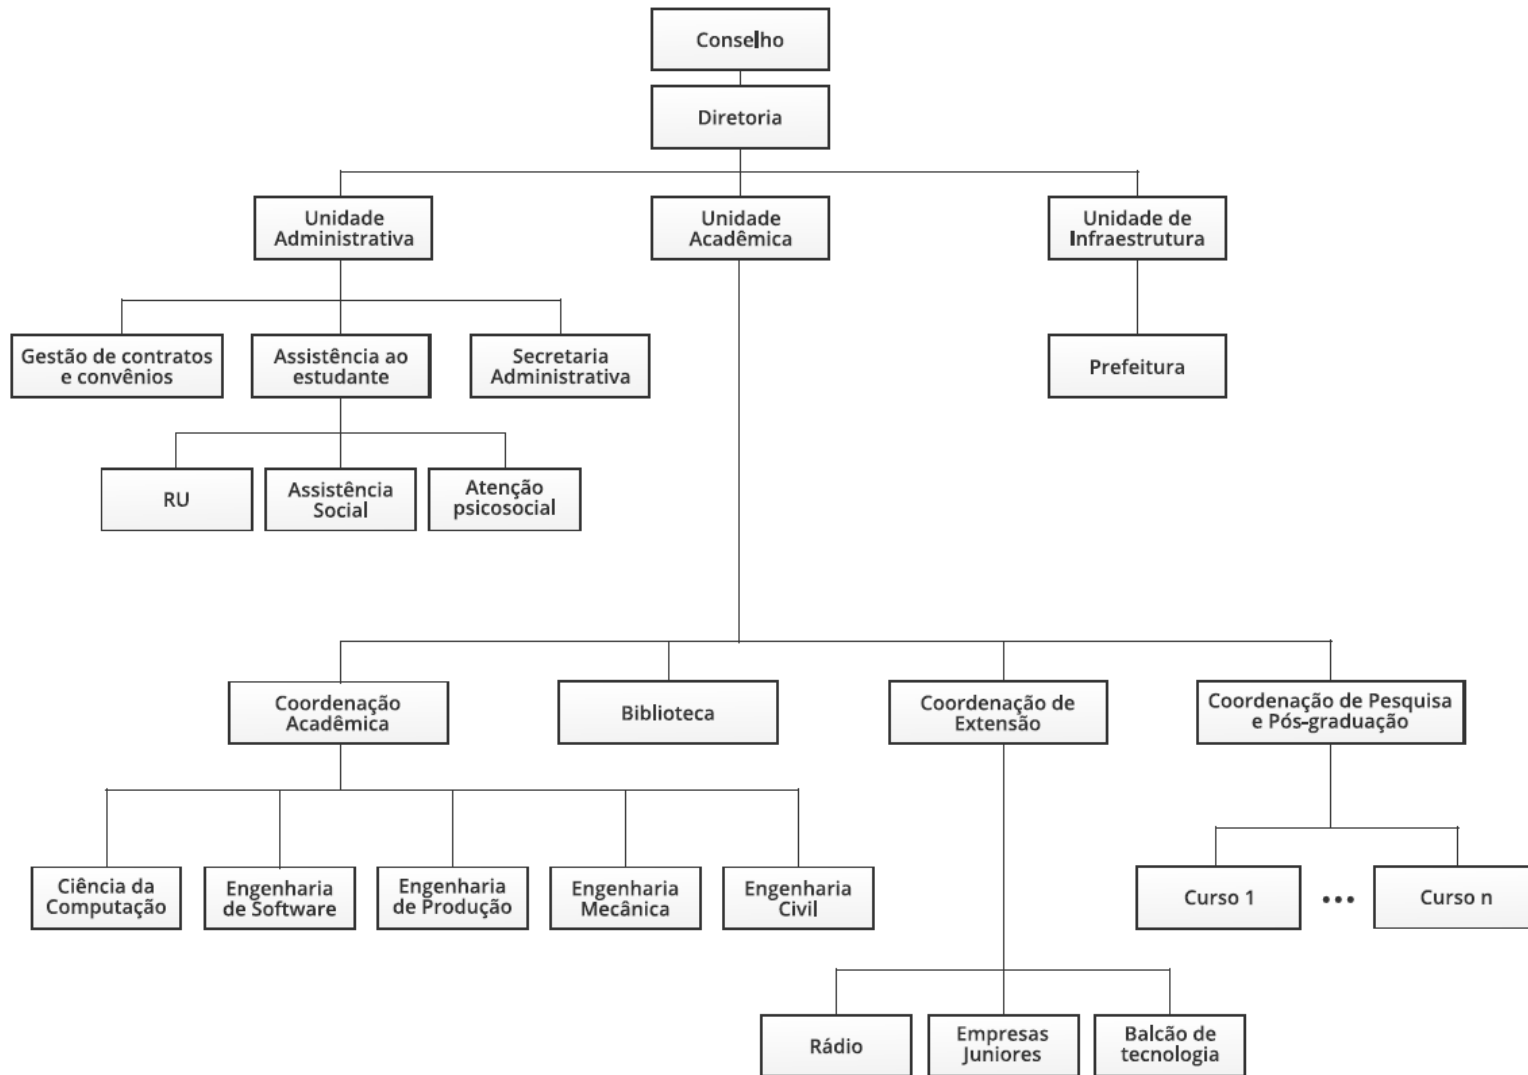 Conselho
Diretoria
Unidade
Administrativa
Unidade
Acadêmica
Unidade de
Infraestrutura
Gestão de contratos
e convênios
Assistência ao
estudante
Secretaria
Administrativa
Prefeitura
RU
Assistência
Social
Atenção
psicosocial
Coordenação
Acadêmica
Biblioteca
Coordenação de
Extensão
Coordenação de Pesquisa
e Pós-graduação
Ciência da
Computação
Engenharia
de Software
Engenharia
de Produção
Engenharia
Mecânica
Engenharia
Civil
Curso 1
•••
Curso n
Rádio
Empresas
Juniores
Balcão de
tecnologia